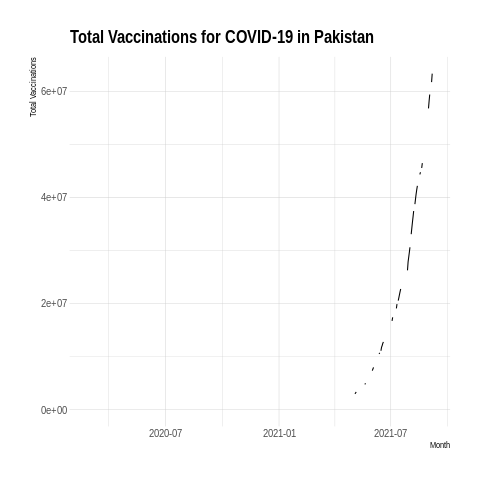 Total Vaccinations for COVID-19 in Pakistan
Total Vaccinations
6e+07
4e+07
2e+07
0e+00
2020-07 2021-01 2021-07
Month